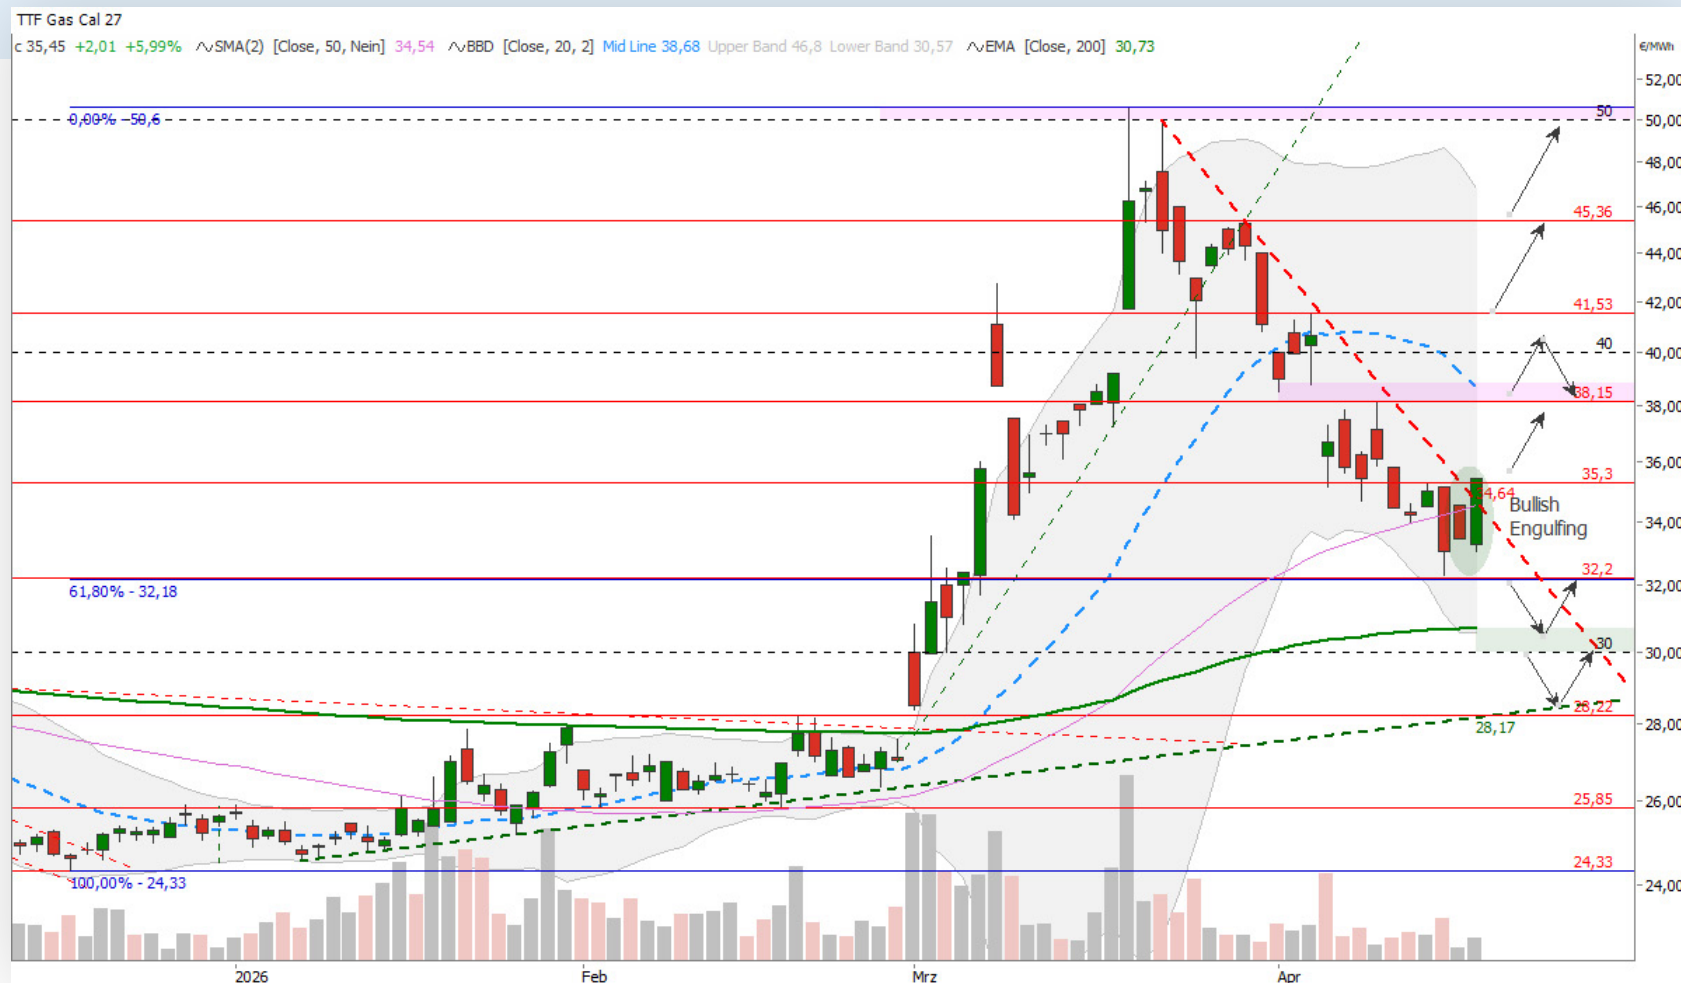 TTF Gas Cal 27
c 35,45 +2,01 +5,99% SMA(2) [Close, 50, Nein] 34,54 BBD [Close, 20, 2] Mid Line 38,68 Upper Band 46,8 Lower Band 30,57 EMA [Close, 200] 30,73
€/MWh
52,00
0,00% - 50,6
50
50,00
48,00
46,00
45,36
44,00
42,00
41,53
40
40,00
38,15
38,00
36,00
35,3
34,64
Bullish
Engulfing
34,00
32,2
32,00
61,80% - 32,18
30
30,00
28,22
28,00
28,17
26,00
25,85
24,33
100,00% - 24,33
24,00
2026
Feb
Mrz
Apr